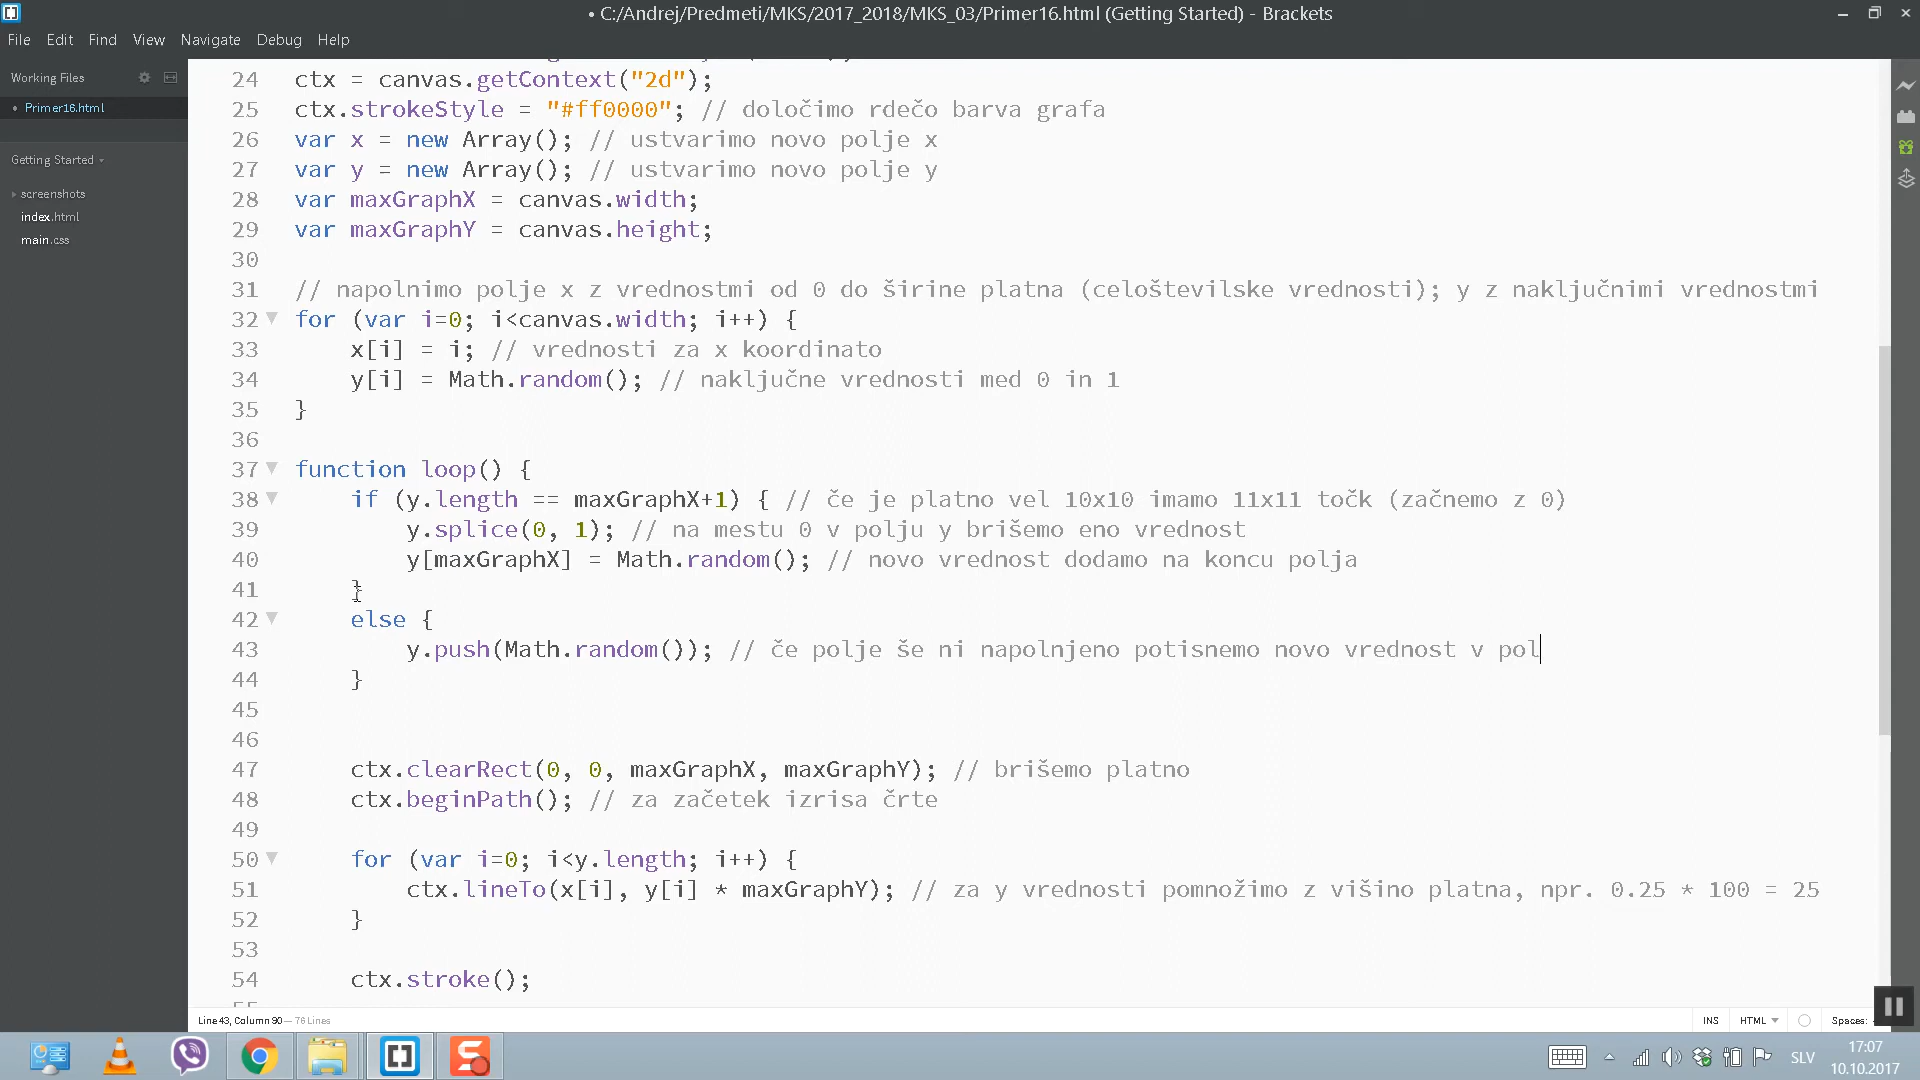 • C:/Andrej/Predmeti/MKS/2017_2018/MKS_03/Primer16.html (Getting Started) - Brackets
File Edit Find View Navigate Debug Help
Working Files
• Primer16.html
Getting Started
screenshots
index.html
main.css
24 ctx = canvas.getContext("2d");
25 ctx.strokeStyle = "#ff0000"; // določimo rdečo barva grafa
26 var x = new Array(); // ustvarimo novo polje x
27 var y = new Array(); // ustvarimo novo polje y
28 var maxGraphX = canvas.width;
29 var maxGraphY = canvas.height;
30
31 // napolnimo polje x z vrednostmi od 0 do širine platna (celoštevilske vrednosti); y z naključnimi vrednostmi
32 for (var i=0; i<canvas.width; i++) {
33 x[i] = i; // vrednosti za x koordinato
34 y[i] = Math.random(); // naključne vrednosti med 0 in 1
35 }
36
37 function loop() {
38 if (y.length == maxGraphX+1) { // če je platno vel 10x10 imamo 11x11 točk (začnemo z 0)
39 y.splice(0, 1); // na mestu 0 v polju y brišemo eno vrednost
40 y[maxGraphX] = Math.random(); // novo vrednost dodamo na koncu polja
41 }
42 else {
43 y.push(Math.random()); // če polje še ni napolnjeno potisnemo novo vrednost v pol
44 }
45
46
47 ctx.clearRect(0, 0, maxGraphX, maxGraphY); // brišemo platno
48 ctx.beginPath(); // za začetek izrisa črte
49
50 for (var i=0; i<y.length; i++) {
51 ctx.lineTo(x[i], y[i] * maxGraphY); // za y vrednosti pomnožimo z višino platna, npr. 0.25 * 100 = 25
52 }
53
54 ctx.stroke();
Line 43, Column 90 — 76 Lines
INS HTML Spaces:
SLV
17:07
10.10.2017